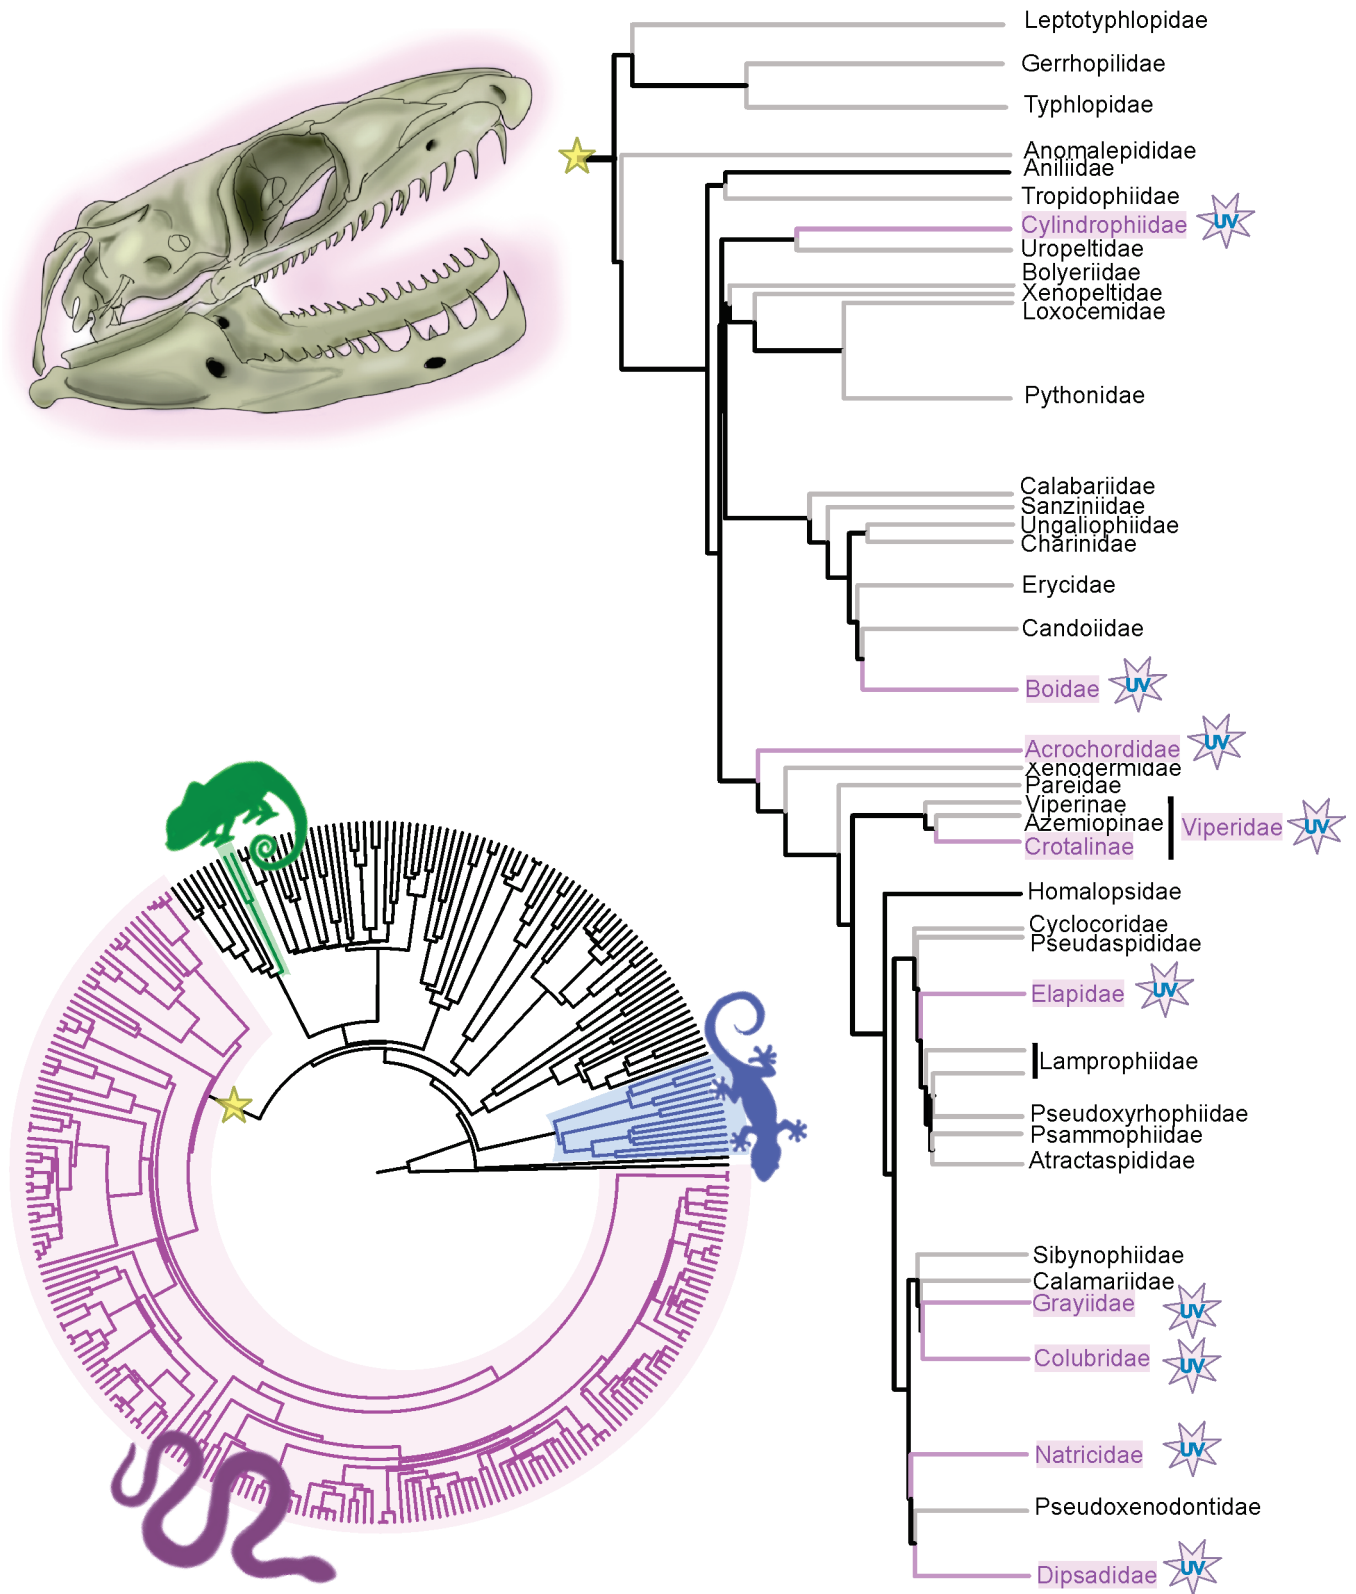 Leptotyphlopidae
Gerrhopilidae
Typhlopidae
Anomalepididae
Aniliidae
Tropidophiidae
Cylindrophiidae UV
Uropeltidae
Bolyeriidae
Xenopeltidae
Loxocemidae
Pythonidae
Calabariidae
Sanziniidae
Ungaliophiidae
Charinidae
Erycidae
Candoiidae
Boidae UV
Acrochordidae UV
Xenodermidae
Pareidae
Viperinae
Azemiopinae
Viperidae UV
Crotalinae
Homalopsidae
Cyclocoridae
Pseudaspididae
Elapidae UV
Lamprophiidae
Pseudoxyrhophiidae
Psammophiidae
Atractaspididae
Sibynophiidae
Calamariidae
Grayiidae UV
Colubridae UV
Natricidae UV
Pseudoxenodontidae
Dipsadidae UV